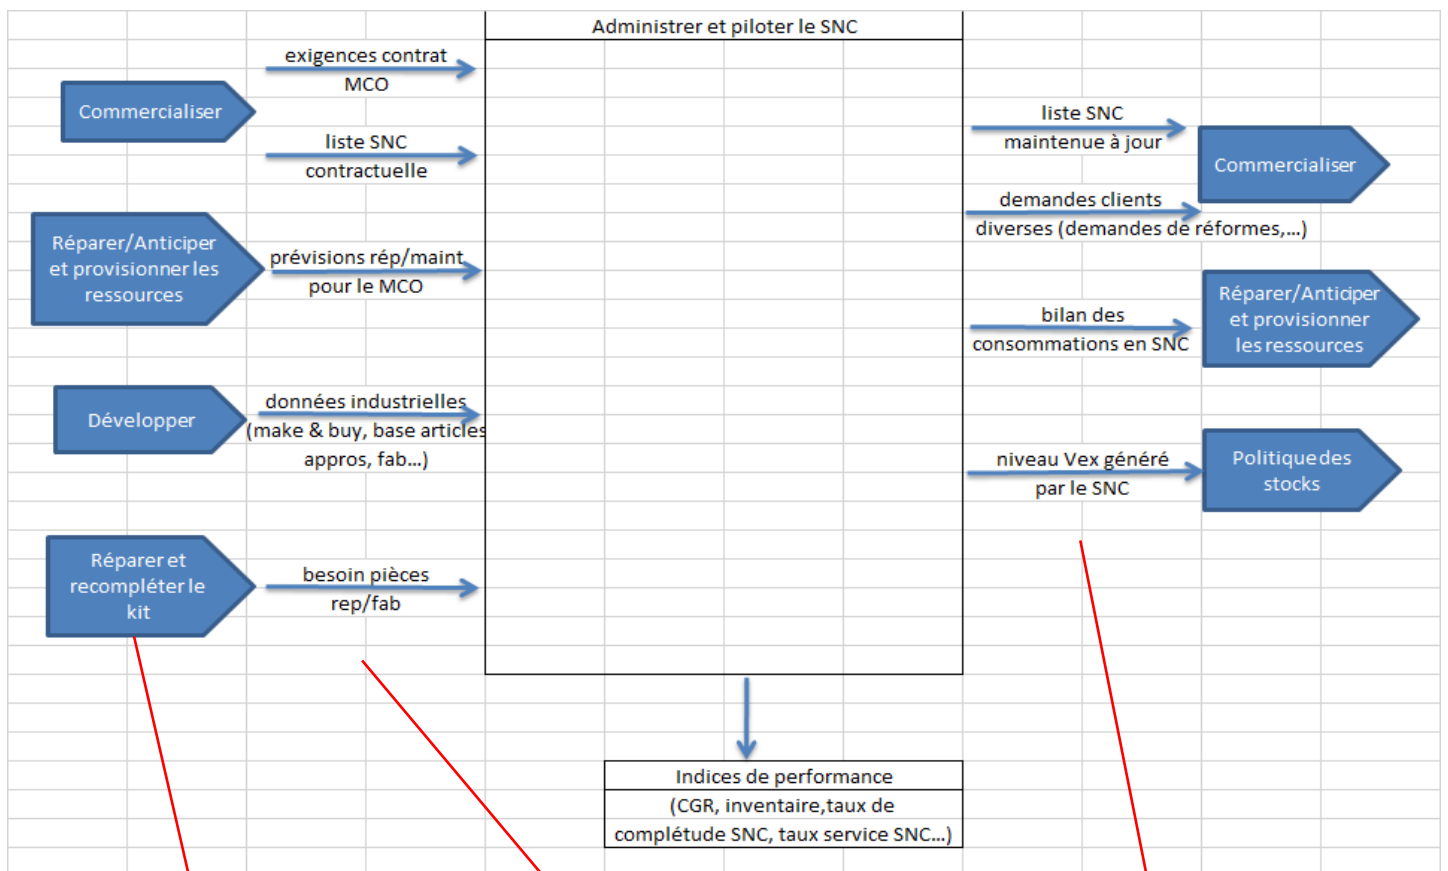 Administrer et piloter le SNC
exigences contrat
MCO
Commercialiser
liste SNC
contractuelle
Réparer/Anticiper
et provisionner les
ressources
prévisions rép/maint
pour le MCO
Développer
données industrielles
(make & buy, base articles
appros, fab...)
Réparer et
recompléter le
kit
besoin pièces
rep/fab
liste SNC
maintenue à jour
Commercialiser
demandes clients
diverses (demandes de réformes,...)
Réparer/Anticiper
et provisionner
les ressources
bilan des
consommations en SNC
niveau Vex généré
par le SNC
Politique des
stocks
Indices de performance
(CGR, inventaire,taux de
complétude SNC, taux service SNC...)